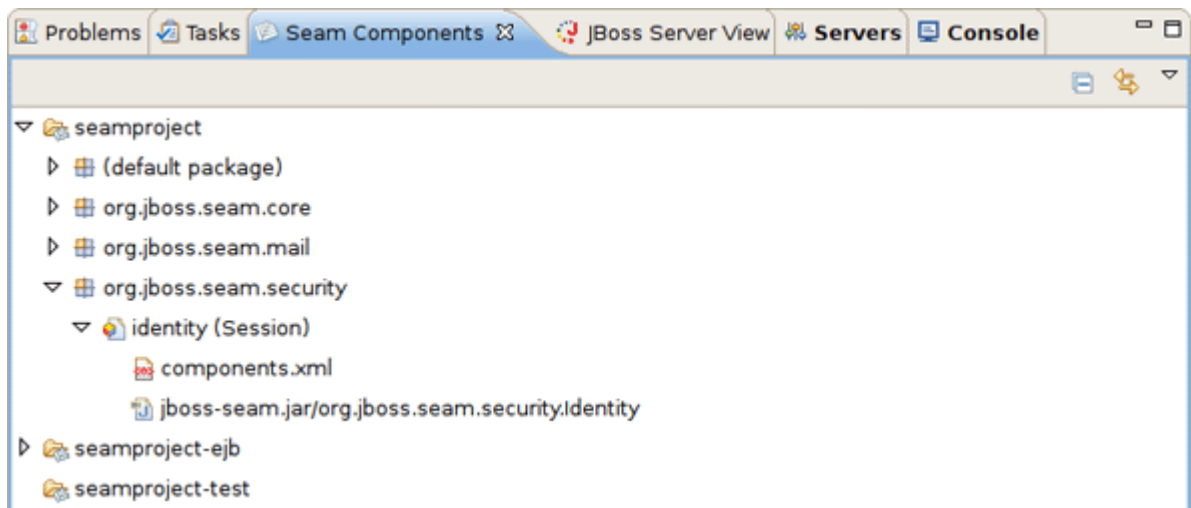 Problems Tasks Seam Components JBoss Server View Servers Console
seamproject
(default package)
org.jboss.seam.core
org.jboss.seam.mail
org.jboss.seam.security
identity (Session)
components.xml
jboss-seam.jar/org.jboss.seam.security.Identity
seamproject-ejb
seamproject-test